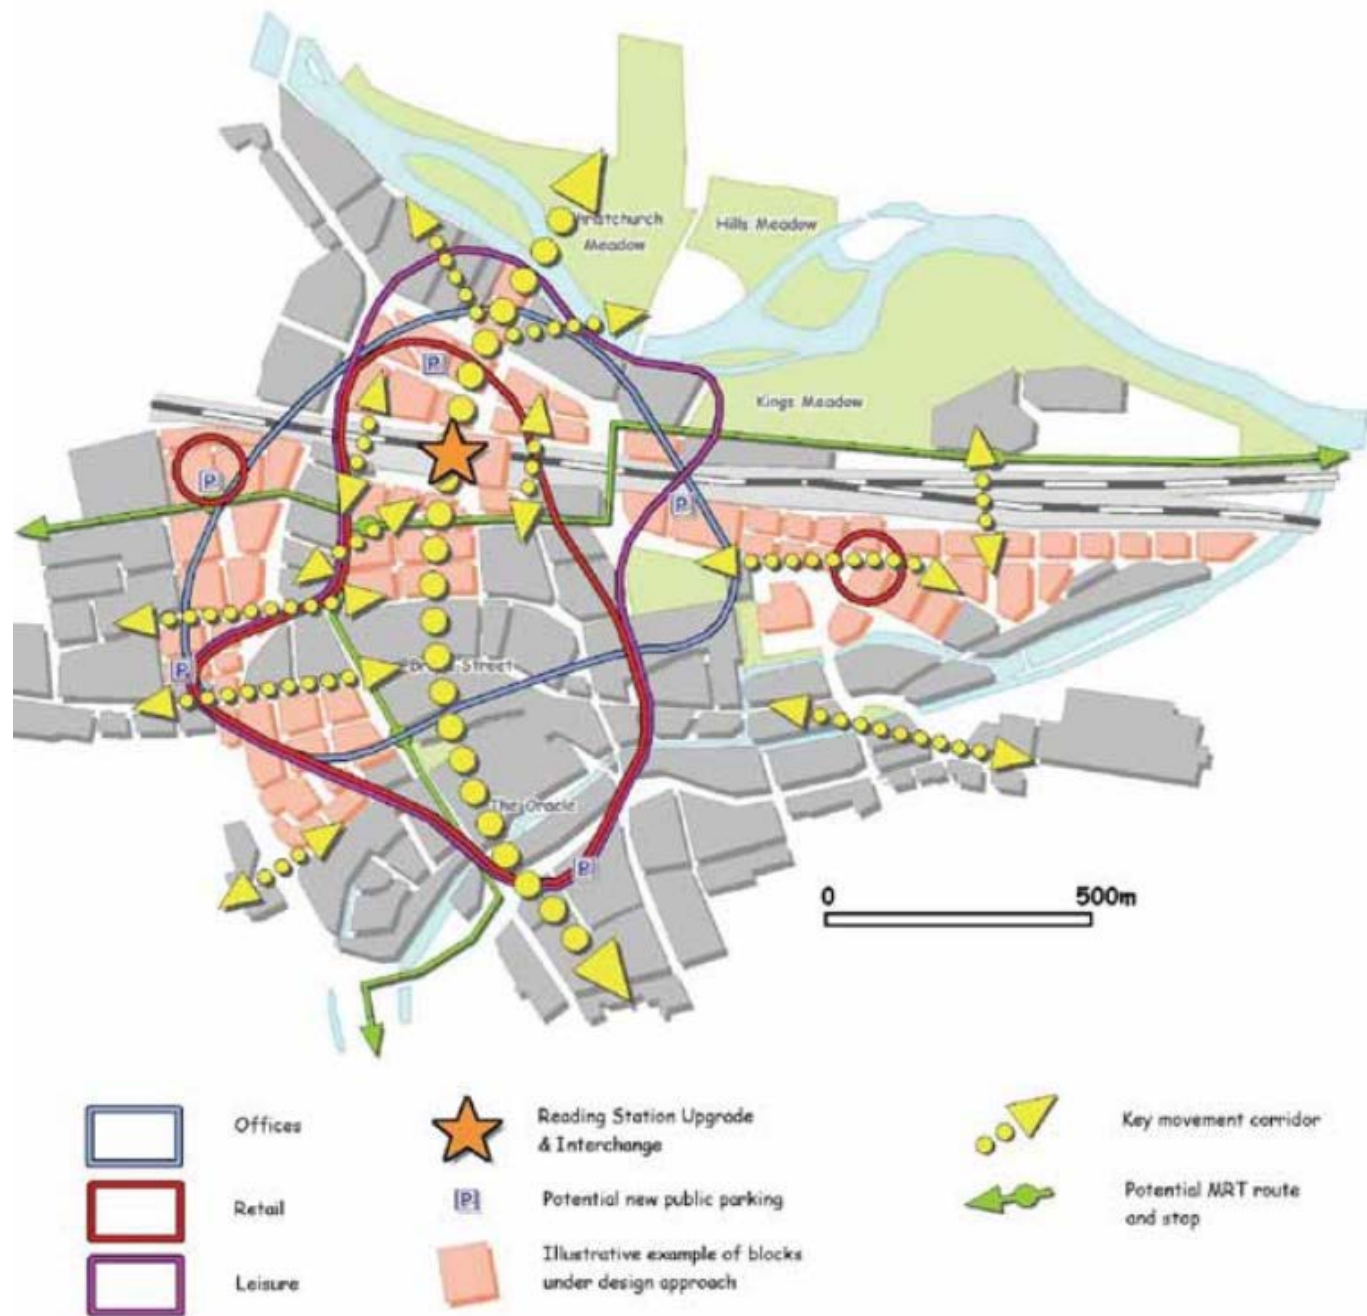 hristchurch
Meadow
Hills Meadow
P
Kings Meadow
P
P
P
Street
The Oracle
P
0 500m
Offices
Reading Station Upgrade
& Interchange
Key movement corridor
Retail
P
Potential new public parking
Potential MRT route
and stop
Leisure
Illustrative example of blocks
under design approach